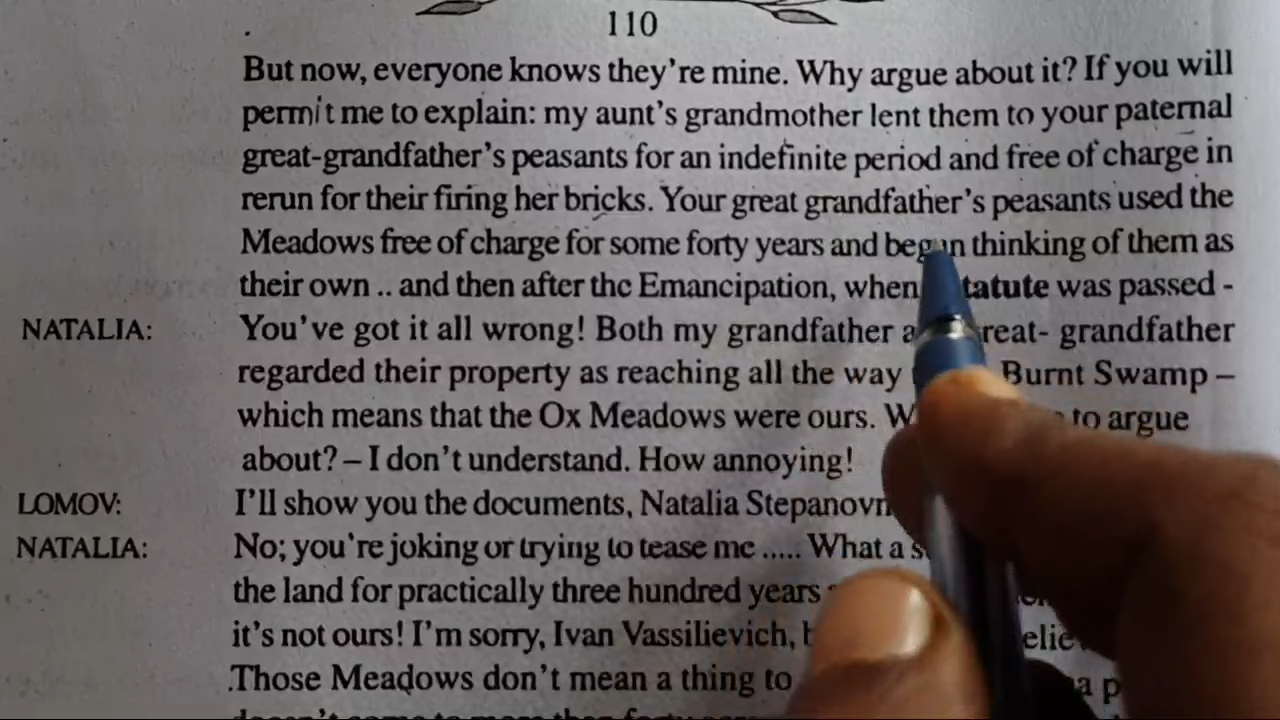 110
But now, everyone knows they're mine. Why argue about it? If you will
permit me to explain: my aunt's grandmother lent them to your paternal
great-grandfather's peasants for an indefinite period and free of charge in
rerun for their firing her bricks. Your great grandfather's peasants used the
Meadows free of charge for some forty years and began thinking of them as
their own .. and then after the Emancipation, when tatute was passed -
NATALIA: You've got it all wrong! Both my grandfather reat- grandfather
regarded their property as reaching all the way Burnt Swamp –
which means that the Ox Meadows were ours. to argue
about? – I don't understand. How annoying!
LOMOV: I'll show you the documents, Natalia Stepanovn
NATALIA: No; you're joking or trying to tease me ..... What a
the land for practically three hundred years
it's not ours! I'm sorry, Ivan Vassilievich,
.Those Meadows don't mean a thing to